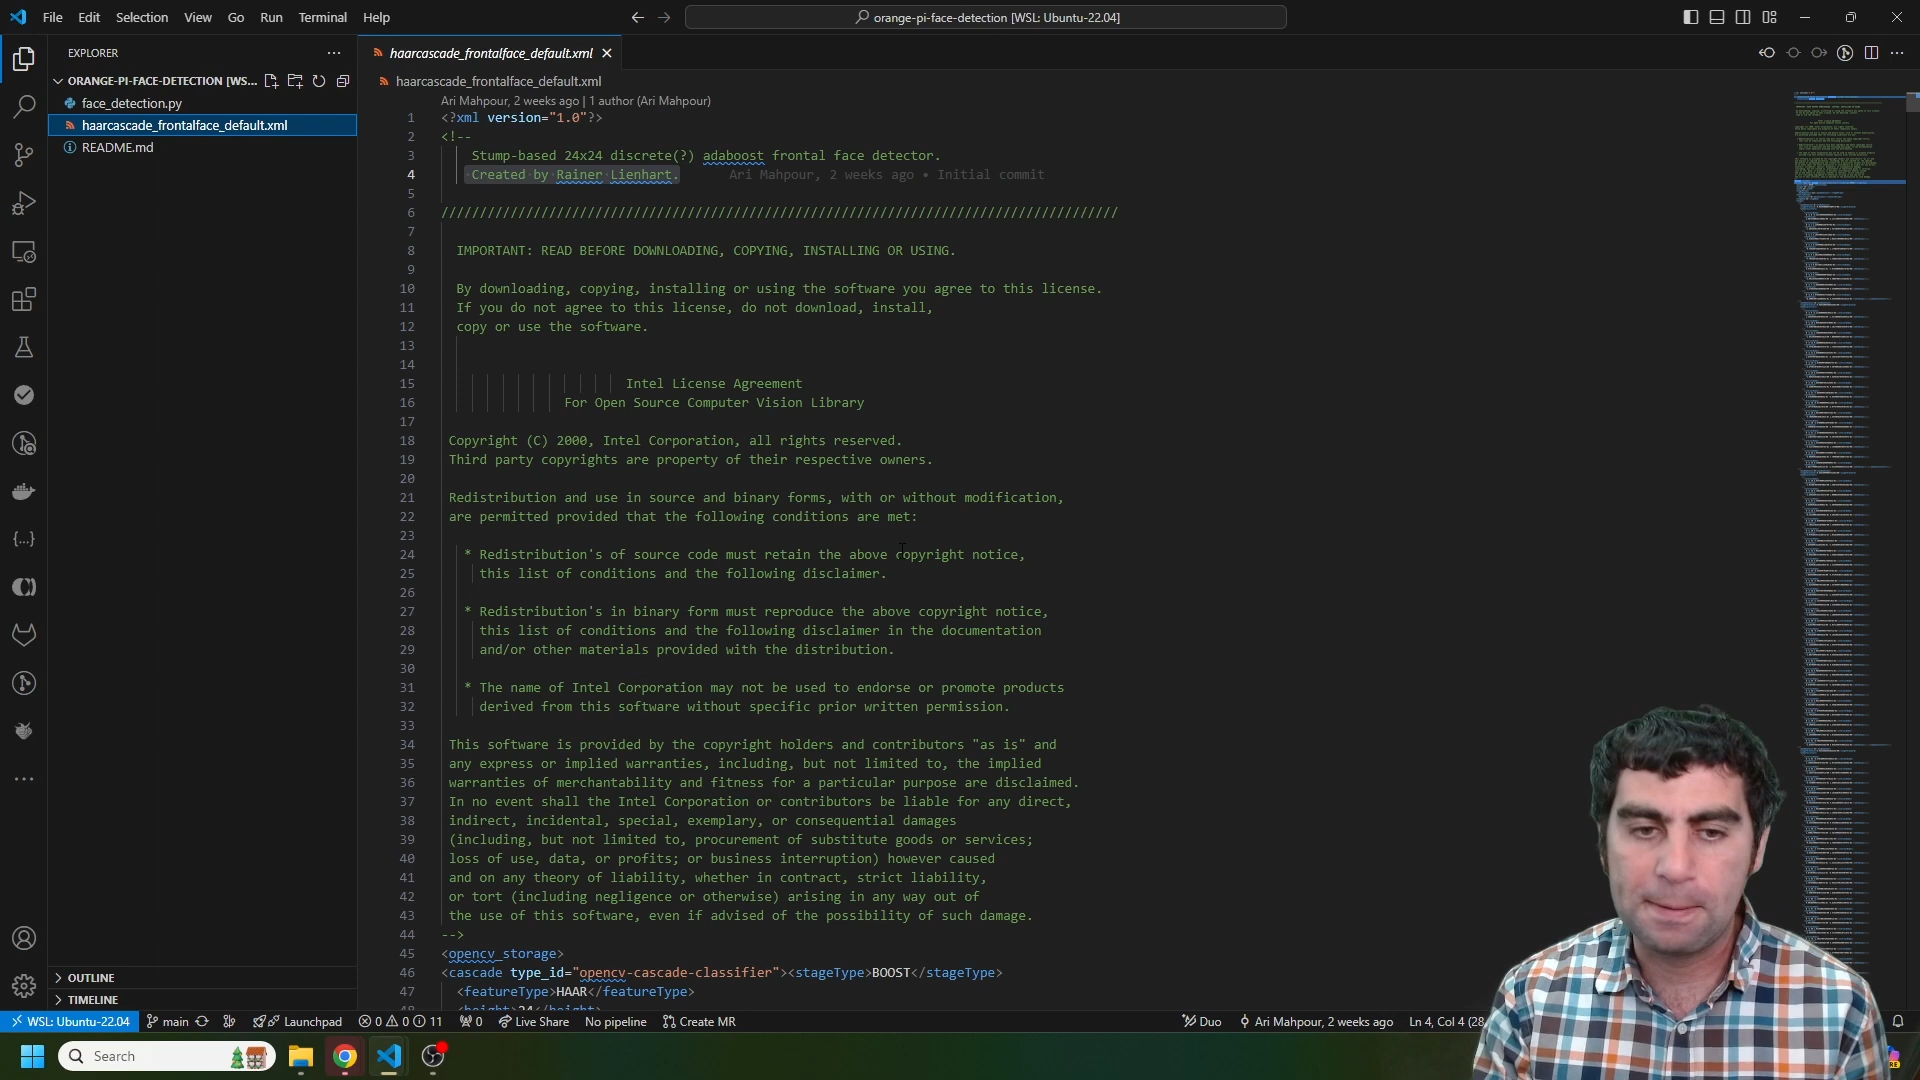 File Edit Selection View Go Run Terminal Help
orange-pi-face-detection [WSL: Ubuntu-22.04]
EXPLORER
ORANGE-PI-FACE-DETECTION [WS...
face_detection.py
haarcascade_frontalface_default.xml
README.md
OUTLINE
TIMELINE
haarcascade_frontalface_default.xml
haarcascade_frontalface_default.xml
Ari Mahpour, 2 weeks ago | 1 author (Ari Mahpour)
1 <?xml version="1.0"?>
2 <!--
3 Stump-based 24x24 discrete(?) adaboost frontal face detector.
4 Created by Rainer Lienhart. Ari Mahpour, 2 weeks ago • Initial commit
5
6 ////////////////////////////////////////////////////////////////////////////////////////
7
8 IMPORTANT: READ BEFORE DOWNLOADING, COPYING, INSTALLING OR USING.
9
10 By downloading, copying, installing or using the software you agree to this license.
11 If you do not agree to this license, do not download, install,
12 copy or use the software.
13
14
15 Intel License Agreement
16 For Open Source Computer Vision Library
17
18 Copyright (C) 2000, Intel Corporation, all rights reserved.
19 Third party copyrights are property of their respective owners.
20
21 Redistribution and use in source and binary forms, with or without modification,
22 are permitted provided that the following conditions are met:
23
24 * Redistribution's of source code must retain the above copyright notice,
25 this list of conditions and the following disclaimer.
26
27 * Redistribution's in binary form must reproduce the above copyright notice,
28 this list of conditions and the following disclaimer in the documentation
29 and/or other materials provided with the distribution.
30
31 * The name of Intel Corporation may not be used to endorse or promote products
32 derived from this software without specific prior written permission.
33
34 This software is provided by the copyright holders and contributors "as is" and
35 any express or implied warranties, including, but not limited to, the implied
36 warranties of merchantability and fitness for a particular purpose are disclaimed.
37 In no event shall the Intel Corporation or contributors be liable for any direct,
38 indirect, incidental, special, exemplary, or consequential damages
39 (including, but not limited to, procurement of substitute goods or services;
40 loss of use, data, or profits; or business interruption) however caused
41 and on any theory of liability, whether in contract, strict liability,
42 or tort (including negligence or otherwise) arising in any way out of
43 the use of this software, even if advised of the possibility of such damage.
44 -->
45 <opencv_storage>
46 <cascade type_id="opencv-cascade-classifier"><stageType>BOOST</stageType>
47 <featureType>HAAR</featureType>
48 <height>24</height>
WSL: Ubuntu-22.04 main Launchpad 0 0 11 0 Live Share No pipeline Create MR Duo Ari Mahpour, 2 weeks ago Ln 4, Col 4 (28
Search